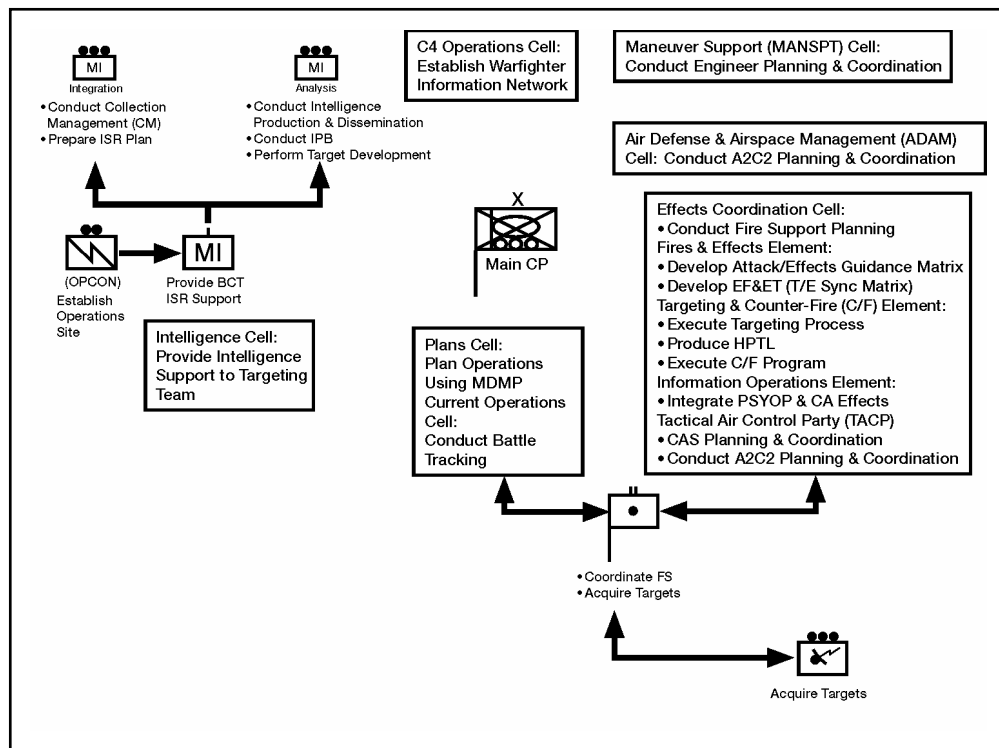 MI
Integration
• Conduct Collection
Management (CM)
• Prepare ISR Plan
MI
Analysis
• Conduct Intelligence
Production & Dissemination
• Conduct IPB
• Perform Target Development
C4 Operations Cell:
Establish Warfighter
Information Network
Maneuver Support (MANSPT) Cell:
Conduct Engineer Planning & Coordination
Air Defense & Airspace Management (ADAM)
Cell: Conduct A2C2 Planning & Coordination
(OPCON)
Establish
Operations
Site
MI
Provide BCT
ISR Support
Intelligence Cell:
Provide Intelligence
Support to Targeting
Team
X
Main CP
Plans Cell:
Plan Operations
Using MDMP
Current Operations
Cell:
Conduct Battle
Tracking
Effects Coordination Cell:
• Conduct Fire Support Planning
Fires & Effects Element:
• Develop Attack/Effects Guidance Matrix
• Develop EF&ET (T/E Sync Matrix)
Targeting & Counter-Fire (C/F) Element:
• Execute Targeting Process
• Produce HPTL
• Execute C/F Program
Information Operations Element:
• Integrate PSYOP & CA Effects
Tactical Air Control Party (TACP)
• CAS Planning & Coordination
• Conduct A2C2 Planning & Coordination
• Coordinate FS
• Acquire Targets
Acquire Targets